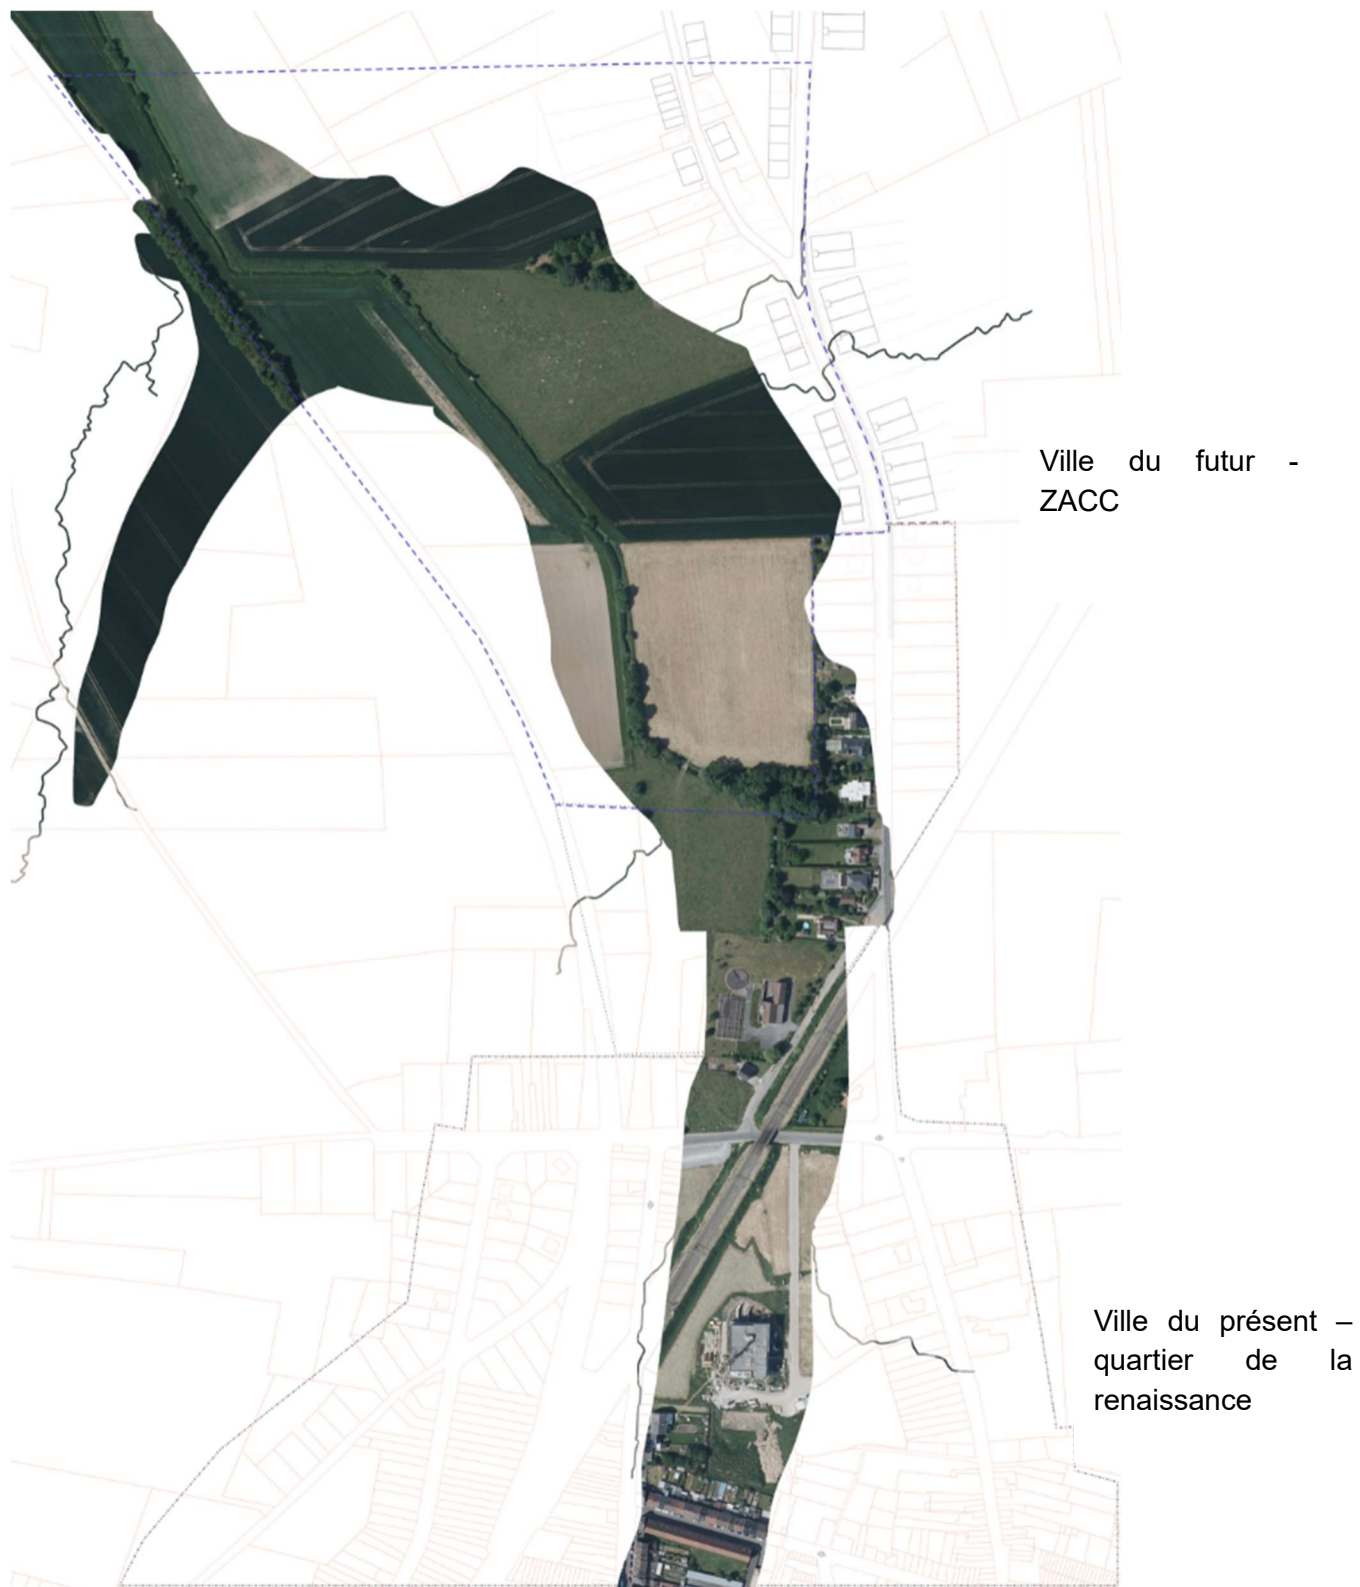 Ville du futur -
ZACC
Ville du présent –
quartier de la
renaissance